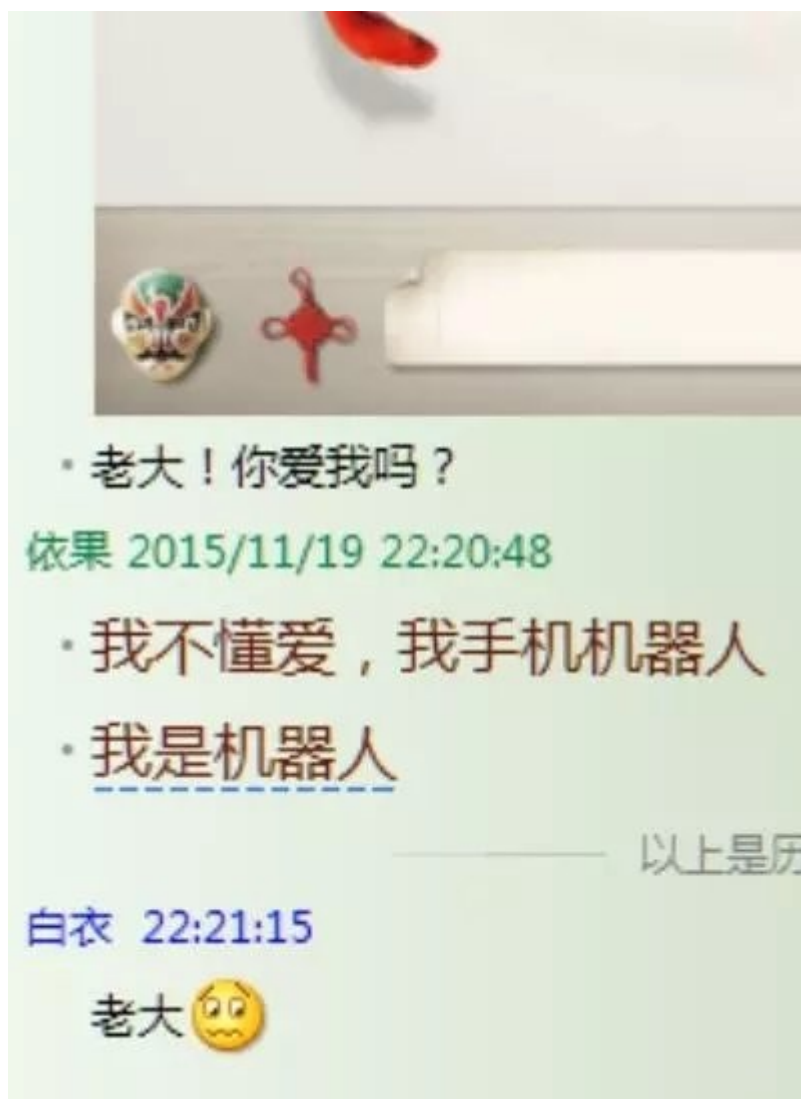 老大！你爱我吗？
依果 2015/11/19 22:20:48
我不懂爱，我手机机器人
我是机器人
以上是历
白衣 22:21:15
老大